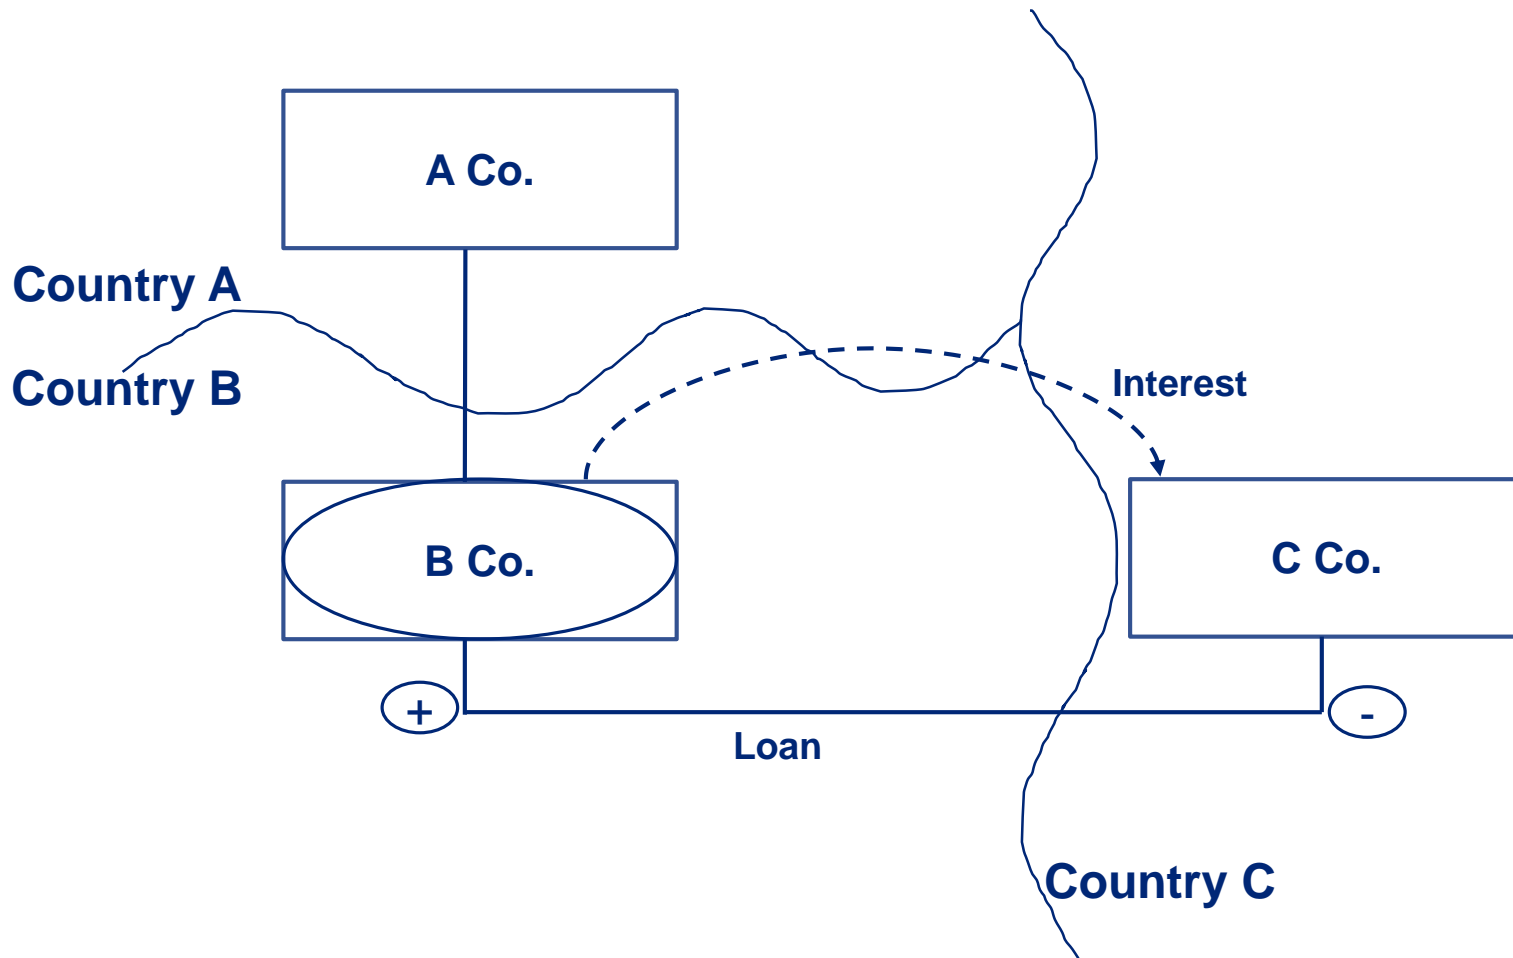 A Co.
Country A
Country B
Interest
B Co.
C Co.
+
-
Loan
Country C